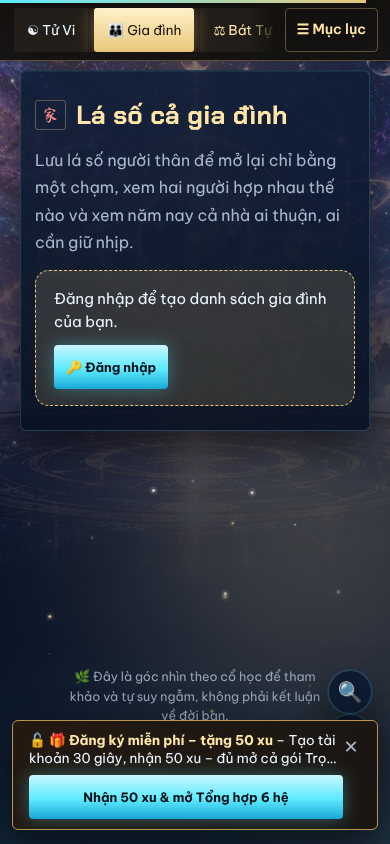 ☯ Tử Vi 👪 Gia đình ⚖ Bát Tự ☰ Mục lục
家 Lá số cả gia đình
Lưu lá số người thân để mở lại chỉ bằng
một chạm, xem hai người hợp nhau thế
nào và xem năm nay cả nhà ai thuận, ai
cần giữ nhịp.
Đăng nhập để tạo danh sách gia đình
của bạn.
🔑 Đăng nhập
🌿 Đây là góc nhìn theo cổ học để tham
khảo và tự suy ngẫm, không phải kết luận
về đời bạn.
🔓 🎁 Đăng ký miễn phí – tặng 50 xu – Tạo tài
khoản 30 giây, nhận 50 xu – đủ mở cả gói Trọ...
Nhận 50 xu & mở Tổng hợp 6 hệ